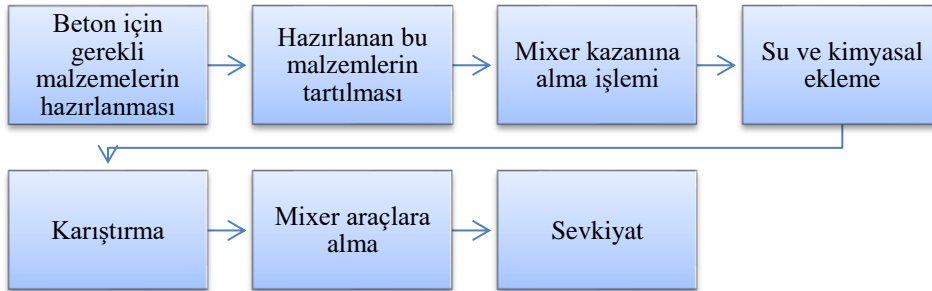 Beton için
gerekli
malzemelerin
hazırlanması
Hazırlanan bu
malzemlerin
tartılması
Mixer kazanına
alma işlemi
Su ve kimyasal
ekleme
Karıştırma
Mixer araçlara
alma
Sevkiyat